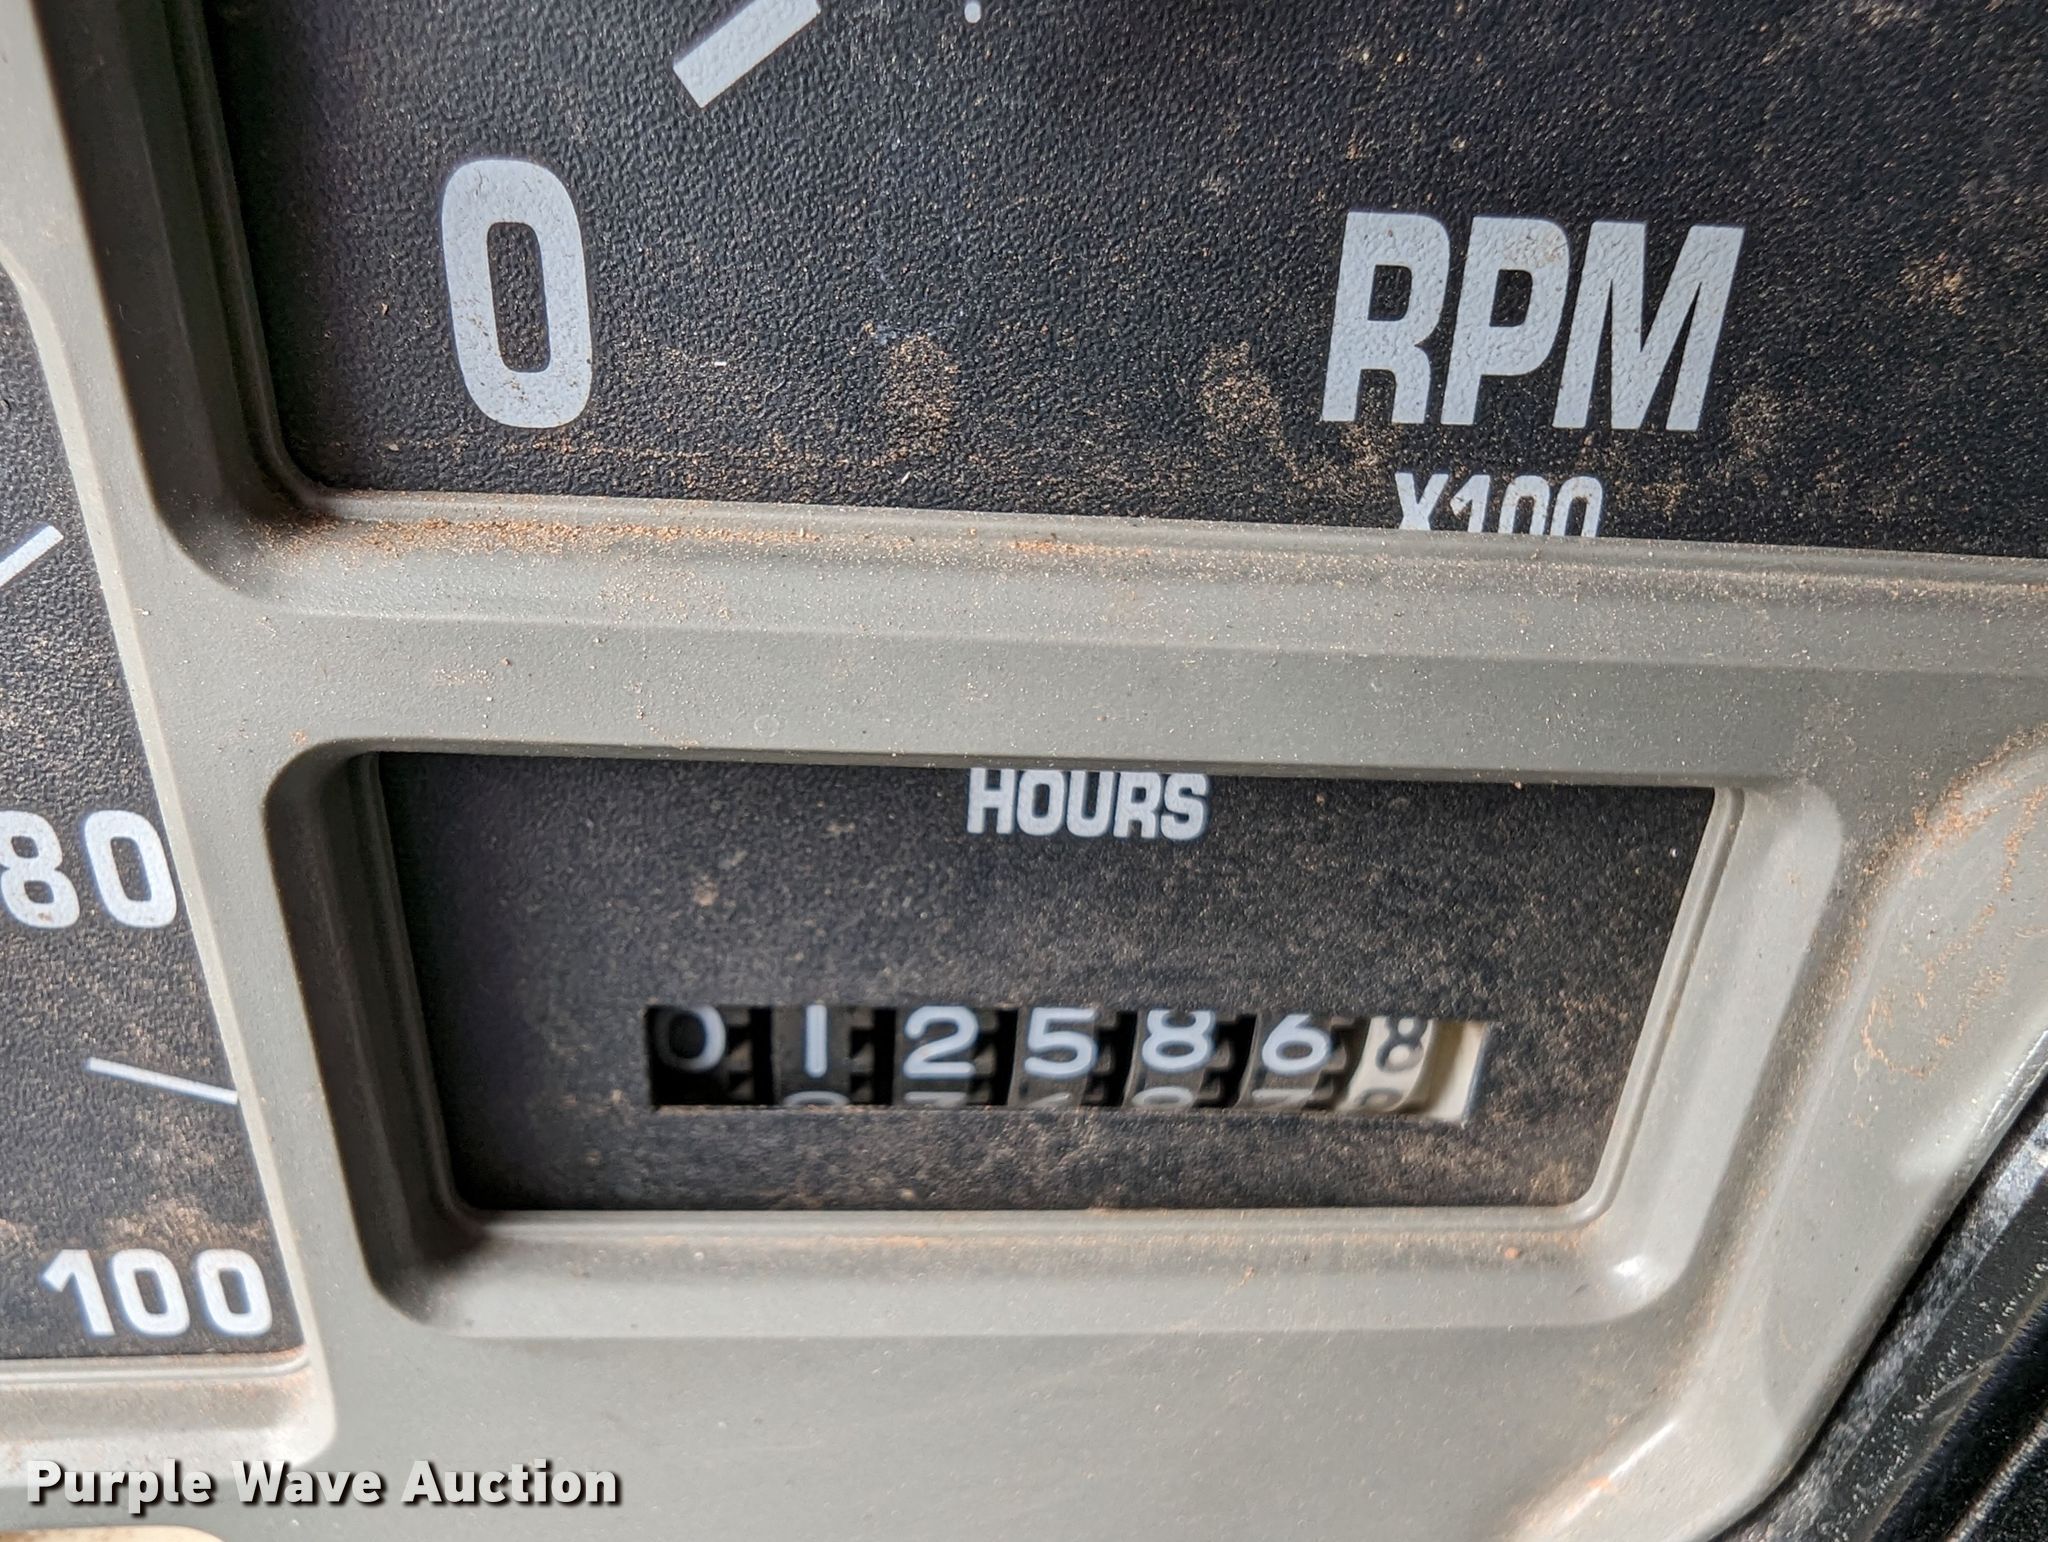 0
RPM
X100
HOURS
80
0125868
100
Purple Wave Auction